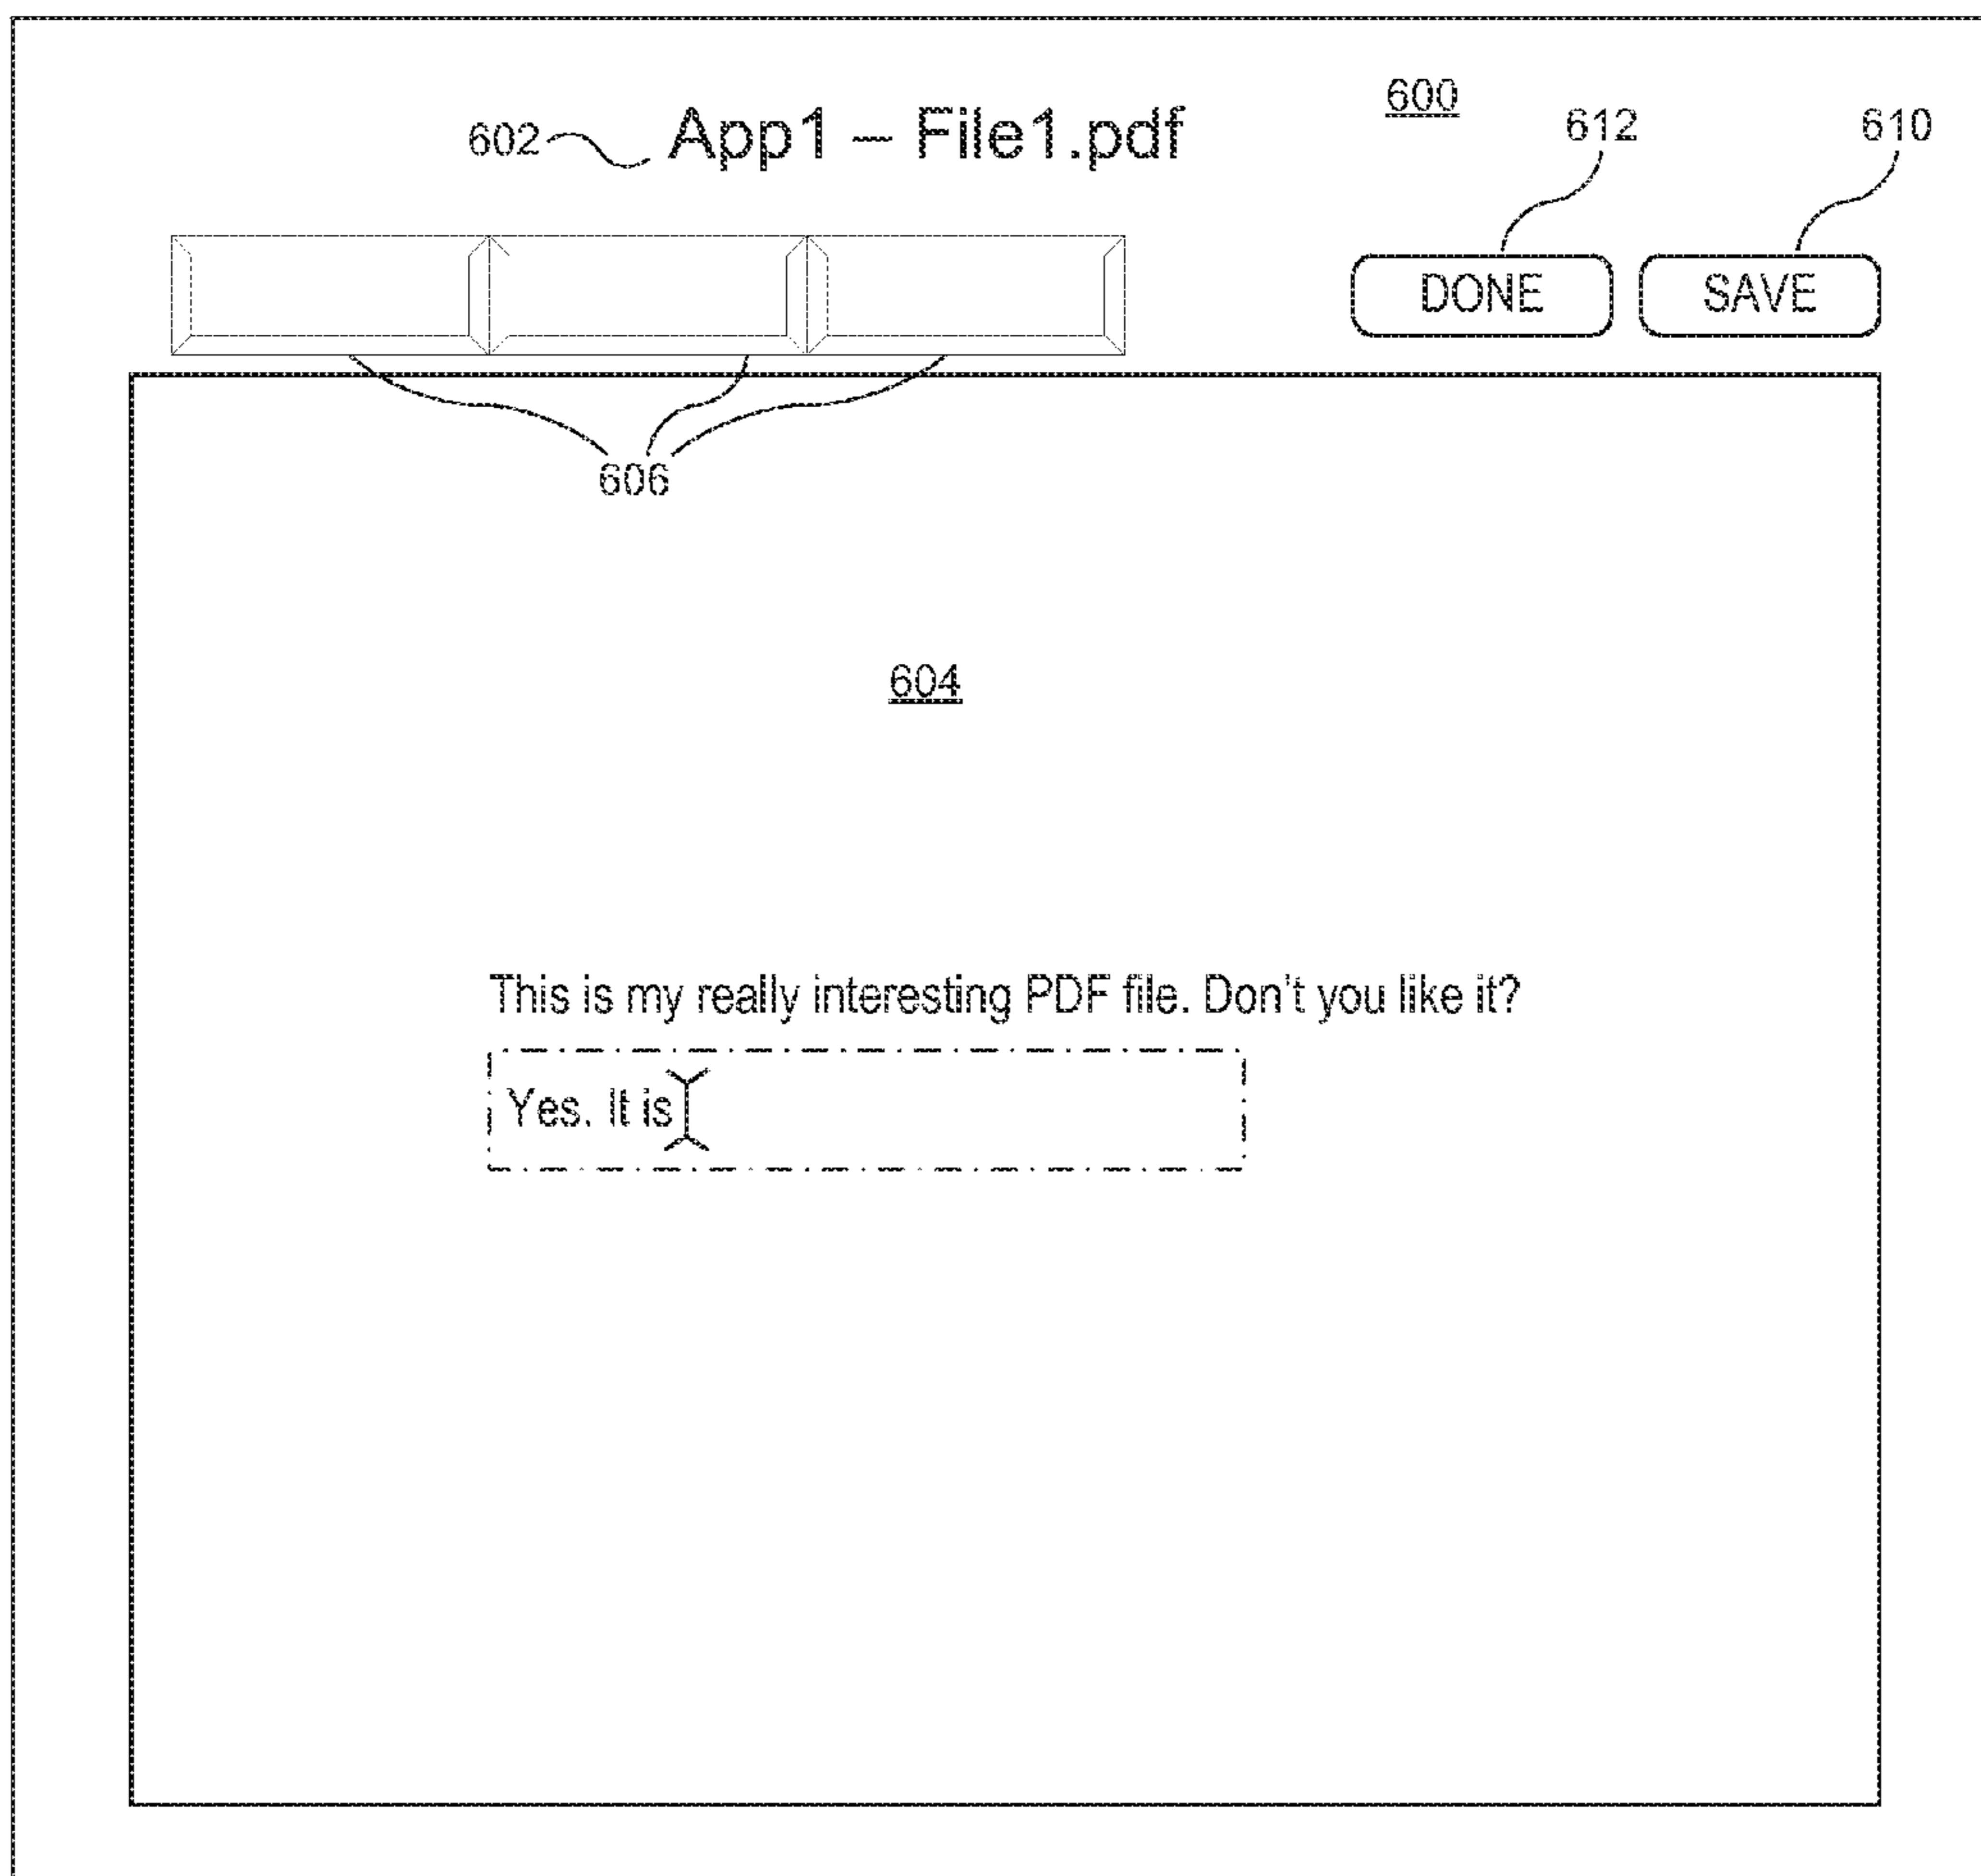 600
612
610
602 App1 – File1.pdf
DONE
SAVE
606
604
This is my really interesting PDF file. Don't you like it?
Yes. It is